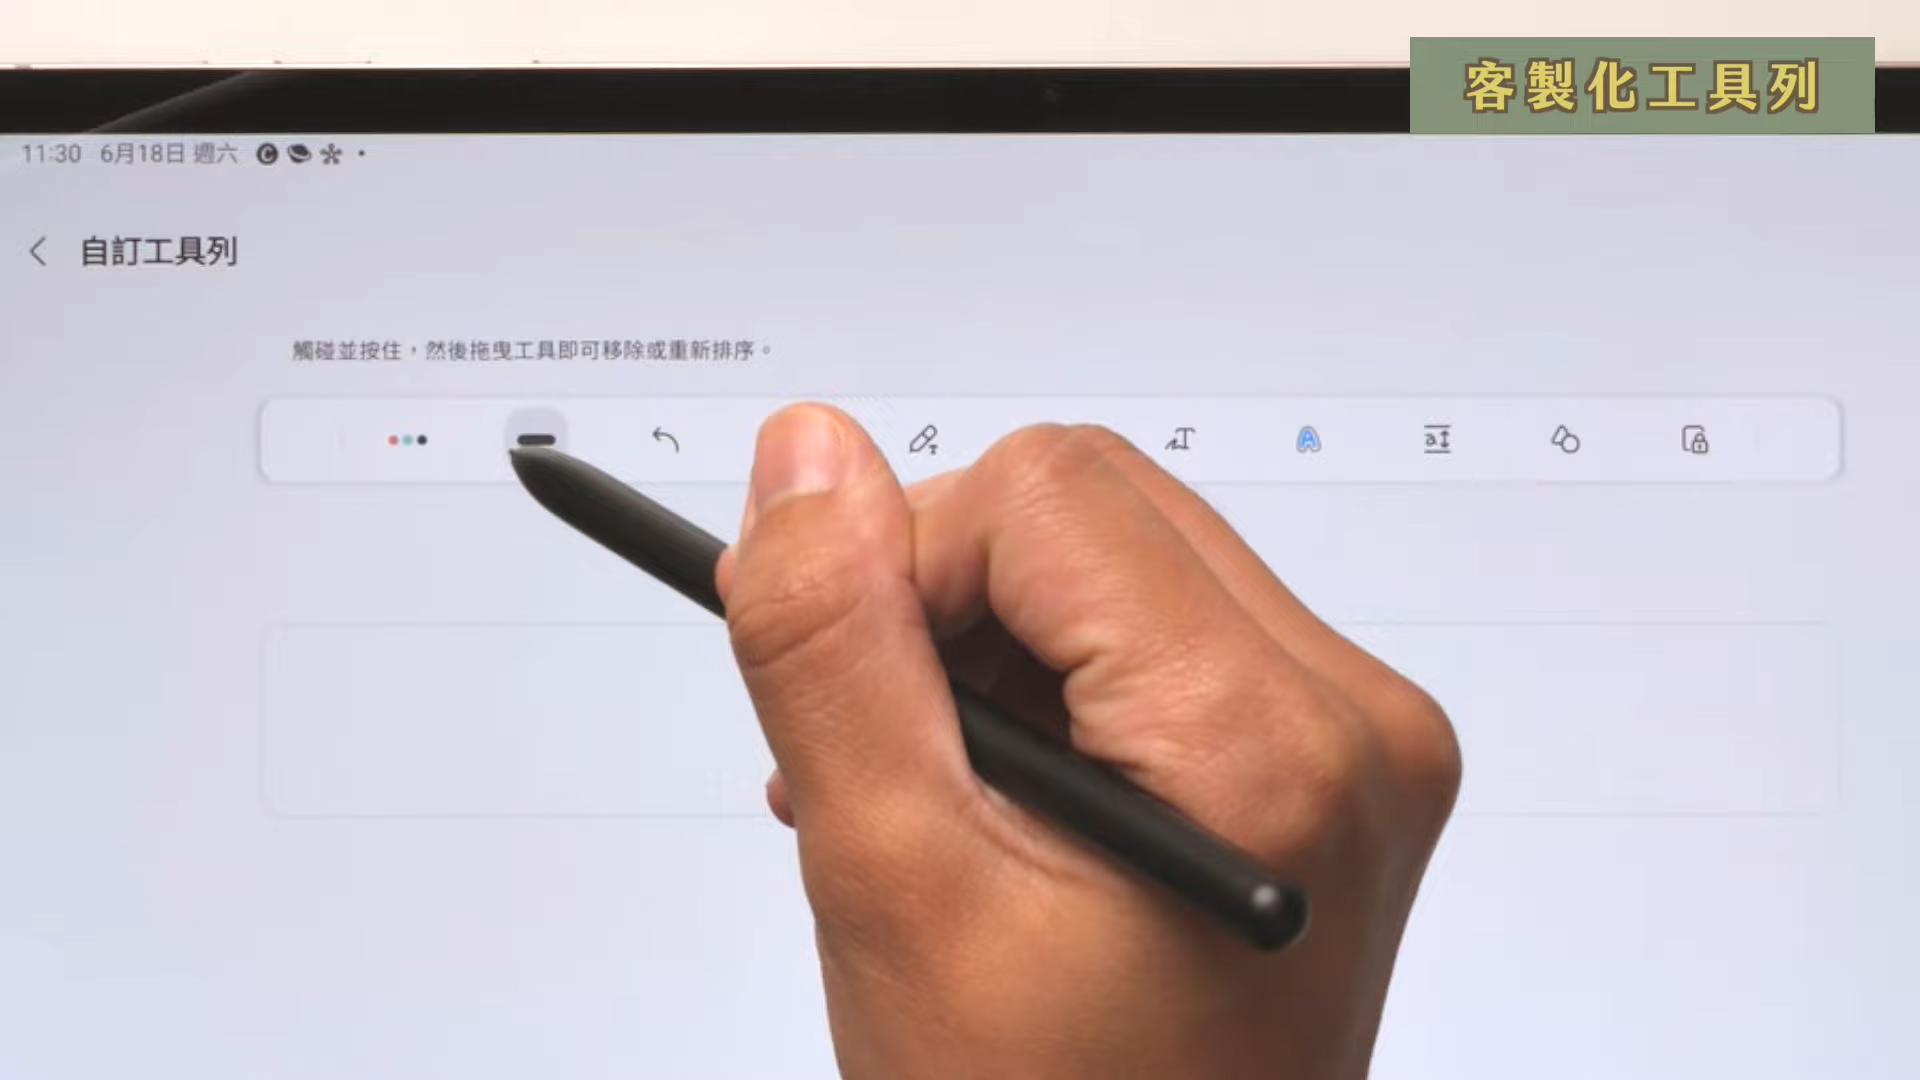 客製化工具列
11:30 6月18日 週六
自訂工具列
觸碰並按住，然後拖曳工具即可移除或重新排序。